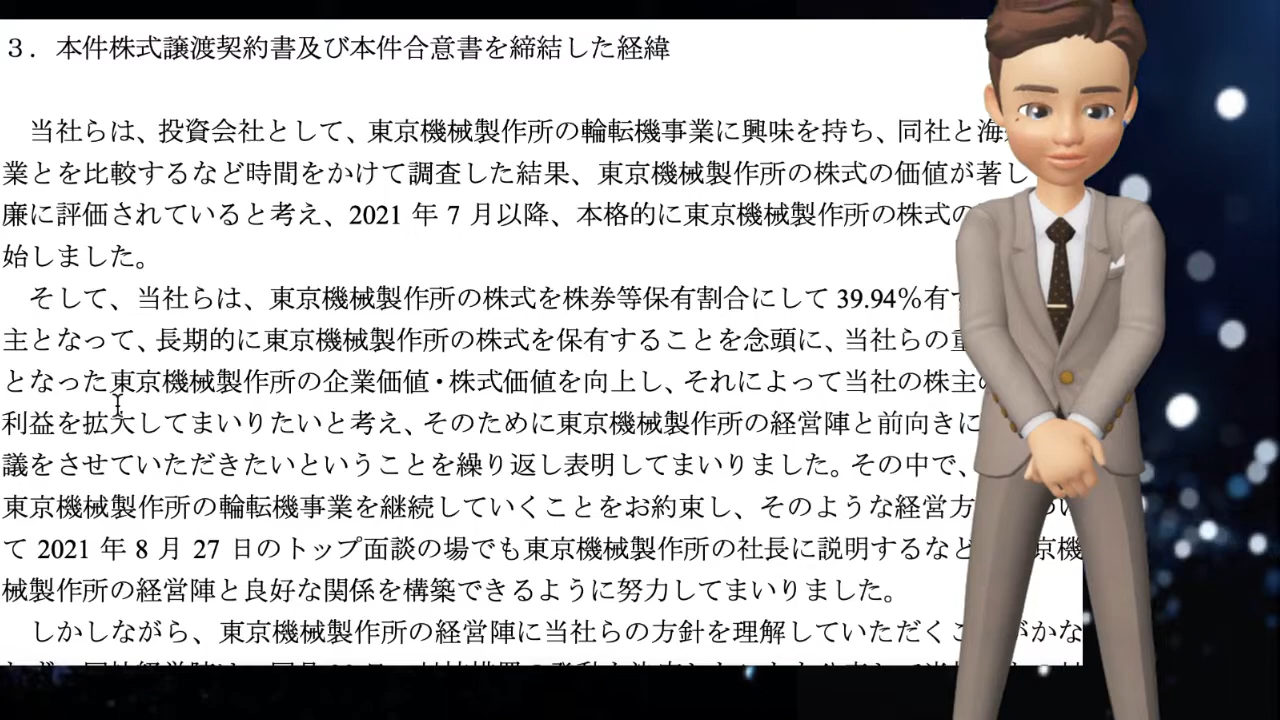 ３．本件株式譲渡契約書及び本件合意書を締結した経緯
当社らは、投資会社として、東京機械製作所の輪転機事業に興味を持ち、同社と海
業とを比較するなど時間をかけて調査した結果、東京機械製作所の株式の価値が著し
廉に評価されていると考え、2021 年 7 月以降、本格的に東京機械製作所の株式の
始しました。
そして、当社らは、東京機械製作所の株式を株券等保有割合にして 39.94％有
主となって、長期的に東京機械製作所の株式を保有することを念頭に、当社らの重
となった東京機械製作所の企業価値・株式価値を向上し、それによって当社の株主
利益を拡大してまいりたいと考え、そのために東京機械製作所の経営陣と前向きに
議をさせていただきたいということを繰り返し表明してまいりました。その中で、
東京機械製作所の輪転機事業を継続していくことをお約束し、そのような経営方
て 2021 年 8 月 27 日のトップ面談の場でも東京機械製作所の社長に説明するなど 京機
械製作所の経営陣と良好な関係を構築できるように努力してまいりました。
しかしながら、東京機械製作所の経営陣に当社らの方針を理解していただくこ がかな